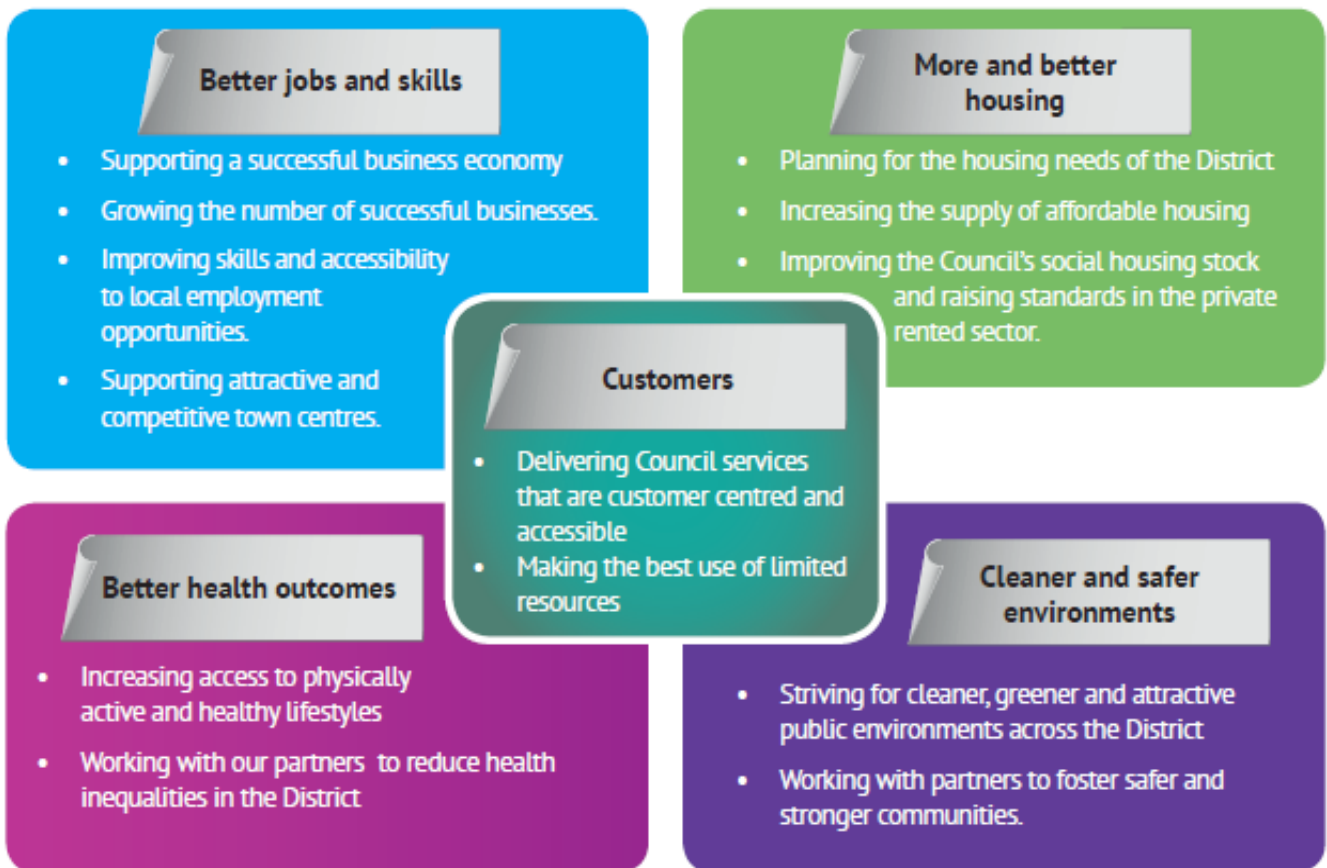 Better jobs and skills
• Supporting a successful business economy
• Growing the number of successful businesses.
• Improving skills and accessibility
to local employment
opportunities.
• Supporting attractive and
competitive town centres.
More and better
housing
• Planning for the housing needs of the District
• Increasing the supply of affordable housing
• Improving the Council's social housing stock
and raising standards in the private
rented sector.
Customers
• Delivering Council services
that are customer centred and
accessible
• Making the best use of limited
resources
Better health outcomes
• Increasing access to physically
active and healthy lifestyles
• Working with our partners to reduce health
inequalities in the District
Cleaner and safer
environments
• Striving for cleaner, greener and attractive
public environments across the District
• Working with partners to foster safer and
stronger communities.